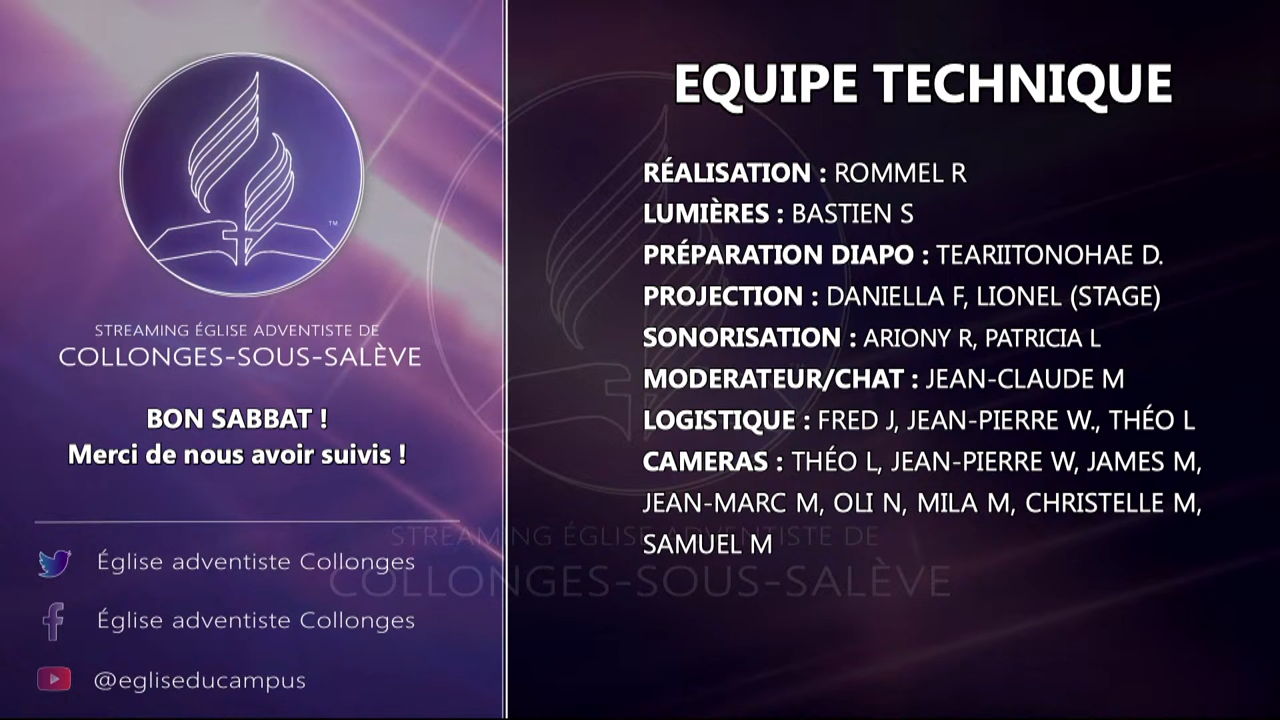 STREAMING ÉGLISE ADVENTISTE DE
COLLONGES-SOUS-SALÈVE
BON SABBAT !
Merci de nous avoir suivis !
Église adventiste Collonges
Église adventiste Collonges
@egliseducampus
EQUIPE TECHNIQUE
RÉALISATION : ROMMEL R
LUMIÈRES : BASTIEN S
PRÉPARATION DIAPO : TEARIITONOHAE D.
PROJECTION : DANIELLA F, LIONEL (STAGE)
SONORISATION : ARIONY R, PATRICIA L
MODERATEUR/CHAT : JEAN-CLAUDE M
LOGISTIQUE : FRED J, JEAN-PIERRE W., THÉO L
CAMERAS : THÉO L, JEAN-PIERRE W, JAMES M,
JEAN-MARC M, OLI N, MILA M, CHRISTELLE M,
SAMUEL M
STREAMING ÉGLISE ADVENTISTE DE
COLLONGES-SOUS-SALÈVE
TM